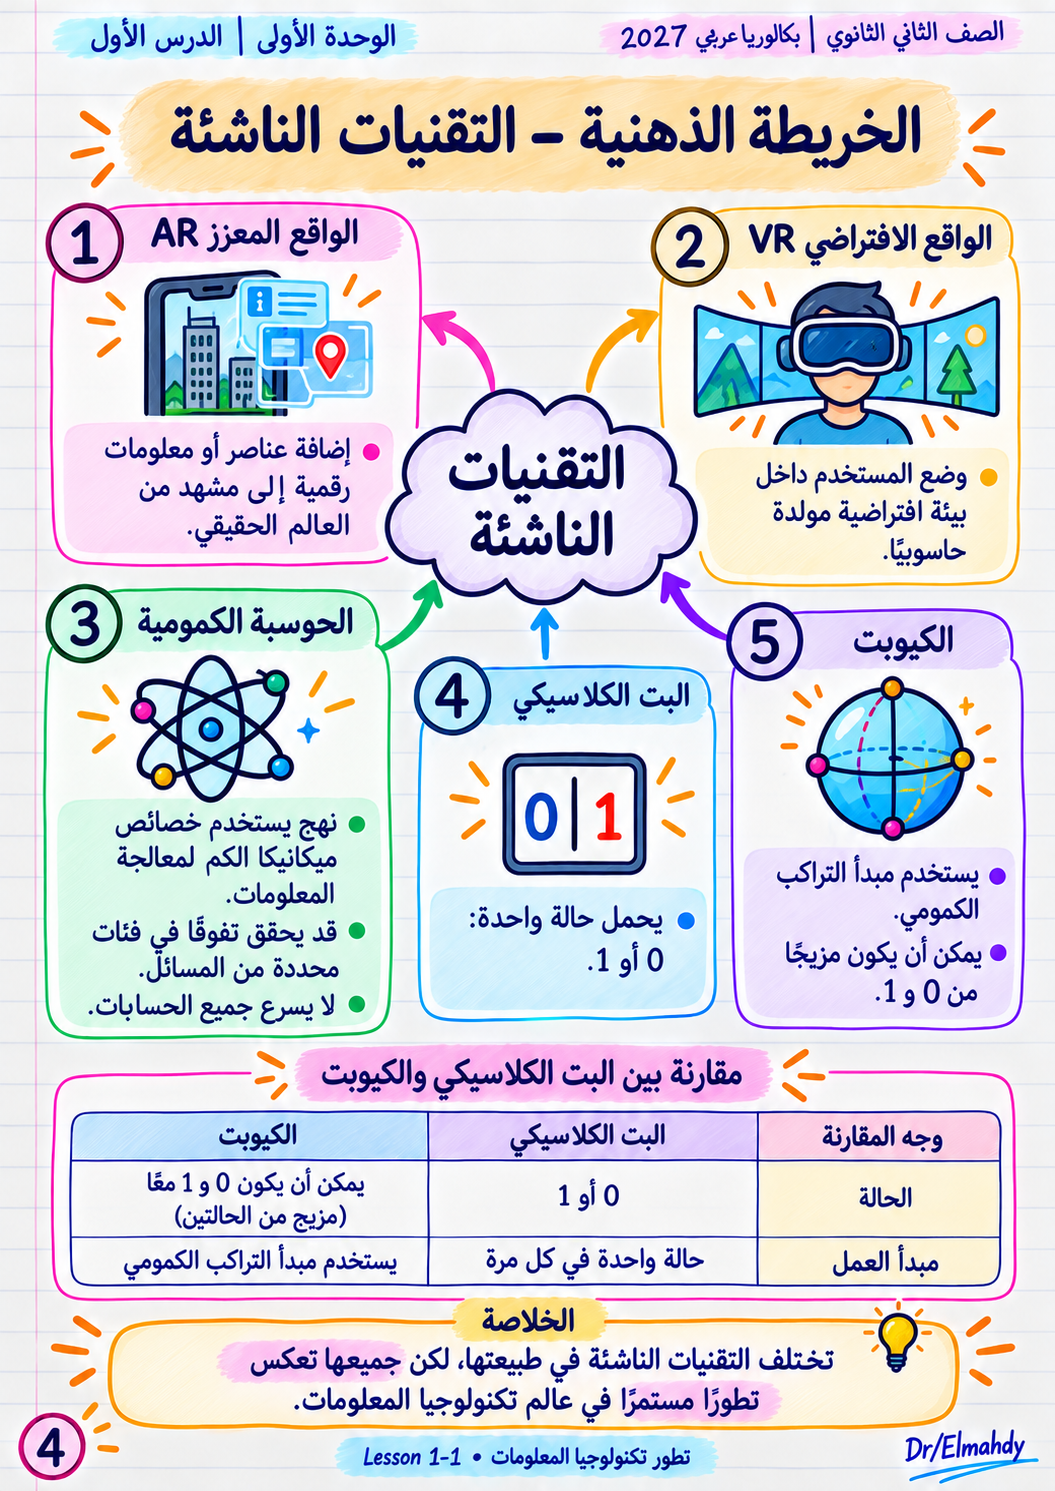 الصف الثاني الثانوي | بكالوريا عربي 2027
الوحدة الأولى | الدرس الأول
الخريطة الذهنية – التقنيات الناشئة
1
الواقع المعزز AR
إضافة عناصر أو معلومات
رقمية إلى مشهد من
العالم الحقيقي.
2
الواقع الافتراضي VR
وضع المستخدم داخل
بيئة افتراضية مولدة
حاسوبيًا.
التقنيات
الناشئة
3
الحوسبة الكمومية
نهج يستخدم خصائص
ميكانيكا الكم لمعالجة
المعلومات.
قد يحقق تفوقًا في فئات
محددة من المسائل.
لا يسرع جميع الحسابات.
4
البت الكلاسيكي
0 | 1
يحمل حالة واحدة:
0 أو 1.
5
الكيوبت
يستخدم مبدأ التراكب
الكمومي.
يمكن أن يكون مزيجًا
من 0 و 1.
مقارنة بين البت الكلاسيكي والكيوبت
وجه المقارنة
البت الكلاسيكي
الكيوبت
الحالة
0 أو 1
يمكن أن يكون 0 و 1 معًا
(مزيج من الحالتين)
مبدأ العمل
حالة واحدة في كل مرة
يستخدم مبدأ التراكب الكمومي
الخلاصة
تختلف التقنيات الناشئة في طبيعتها، لكن جميعها تعكس
تطورًا مستمرًا في عالم تكنولوجيا المعلومات.
4
تطور تكنولوجيا المعلومات • Lesson 1-1
Dr/Elmahdy